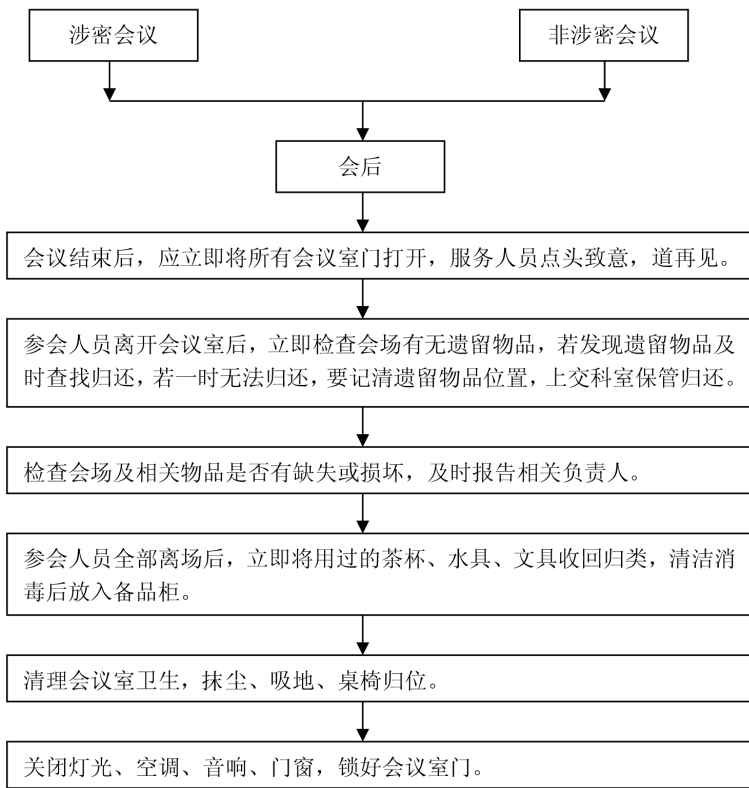 涉密会议
非涉密会议
会后
会议结束后，应立即将所有会议室门打开，服务人员点头致意，道再见。
参会人员离开会议室后，立即检查会场有无遗留物品，若发现遗留物品及
时查找归还，若一时无法归还，要记清遗留物品位置，上交科室保管归还。
检查会场及相关物品是否有缺失或损坏，及时报告相关负责人。
参会人员全部离场后，立即将用过的茶杯、水具、文具收回归类，清洁消
毒后放入备品柜。
清理会议室卫生，抹尘、吸地、桌椅归位。
关闭灯光、空调、音响、门窗，锁好会议室门。